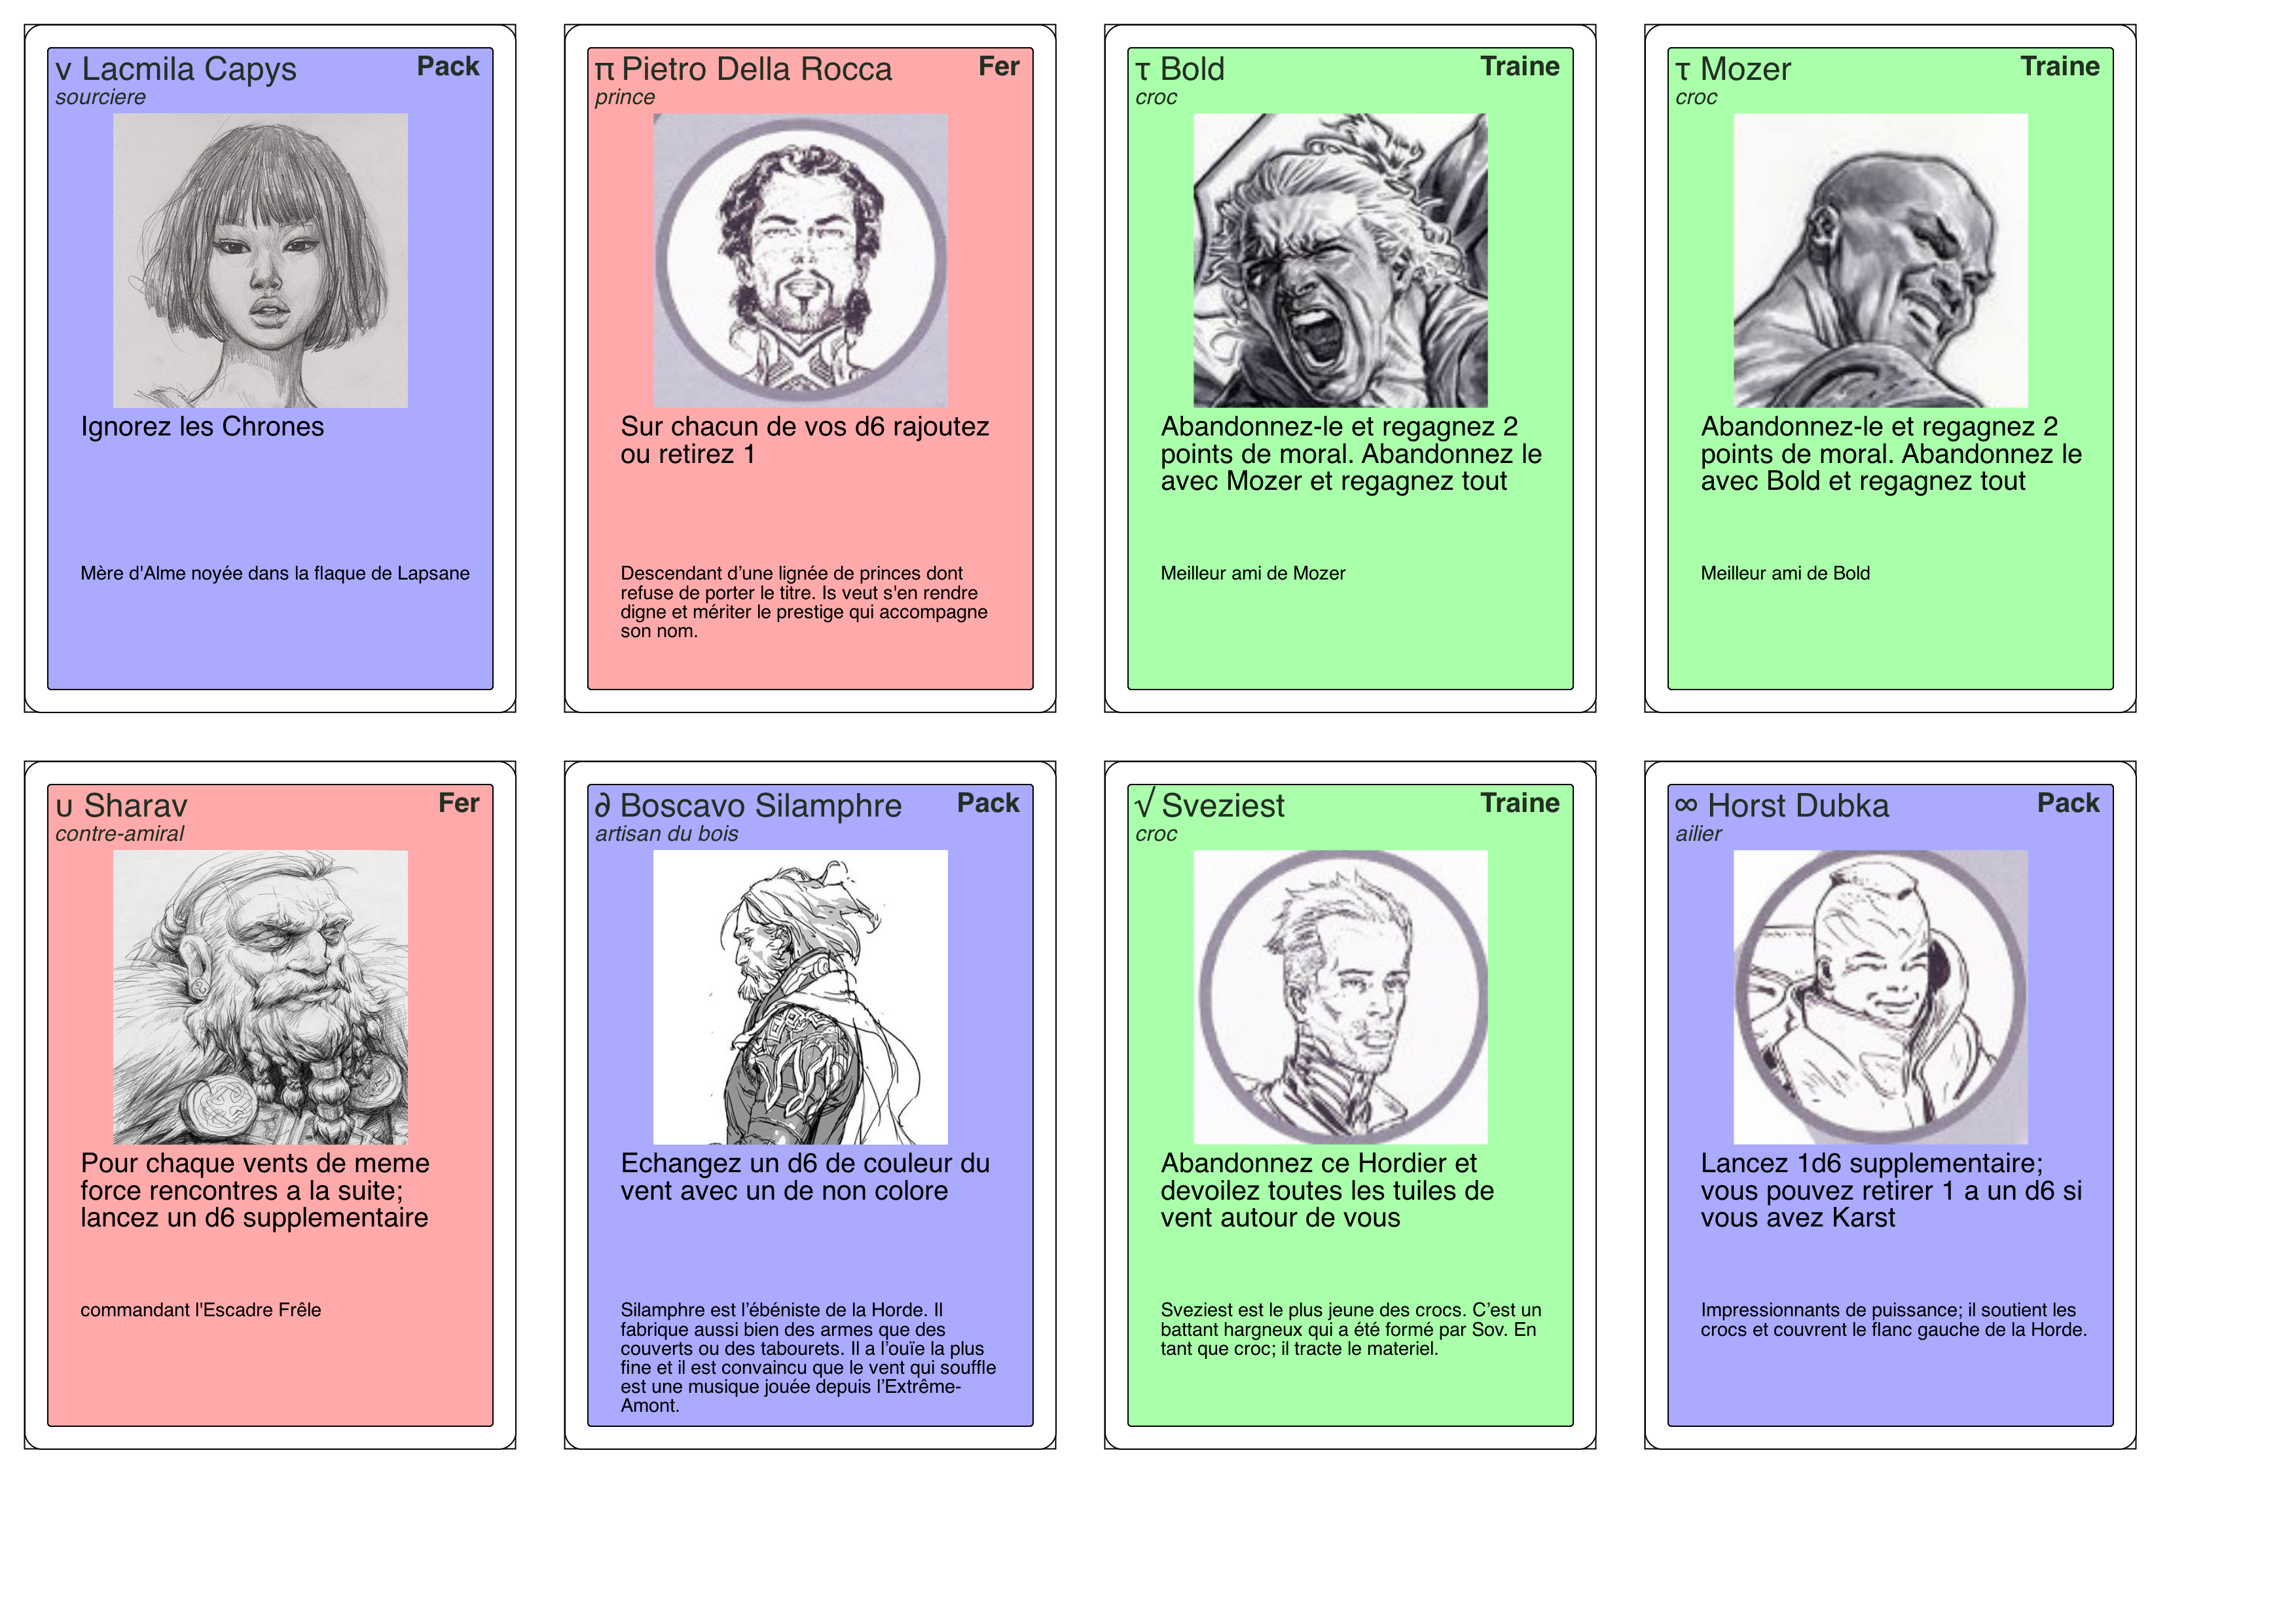 ν Lacmila Capys Pack
sourciere
Ignorez les Chrones
Mère d'Alme noyée dans la flaque de Lapsane
π Pietro Della Rocca Fer
prince
Sur chacun de vos d6 rajoutez
ou retirez 1
Descendant d’une lignée de princes dont
refuse de porter le titre. Is veut s'en rendre
digne et mériter le prestige qui accompagne
son nom.
τ Bold Traine
croc
Abandonnez-le et regagnez 2
points de moral. Abandonnez le
avec Mozer et regagnez tout
Meilleur ami de Mozer
τ Mozer Traine
croc
Abandonnez-le et regagnez 2
points de moral. Abandonnez le
avec Bold et regagnez tout
Meilleur ami de Bold
υ Sharav Fer
contre-amiral
Pour chaque vents de meme
force rencontres a la suite;
lancez un d6 supplementaire
commandant l'Escadre Frêle
∂ Boscavo Silamphre Pack
artisan du bois
Echangez un d6 de couleur du
vent avec un de non colore
Silamphre est l’ébéniste de la Horde. Il
fabrique aussi bien des armes que des
couverts ou des tabourets. Il a l’ouïe la plus
fine et il est convaincu que le vent qui souffle
est une musique jouée depuis l’Extrême-
Amont.
√ Sveziest Traine
croc
Abandonnez ce Hordier et
devoilez toutes les tuiles de
vent autour de vous
Sveziest est le plus jeune des crocs. C’est un
battant hargneux qui a été formé par Sov. En
tant que croc; il tracte le materiel.
∞ Horst Dubka Pack
ailier
Lancez 1d6 supplementaire;
vous pouvez retirer 1 a un d6 si
vous avez Karst
Impressionnants de puissance; il soutient les
crocs et couvrent le flanc gauche de la Horde.